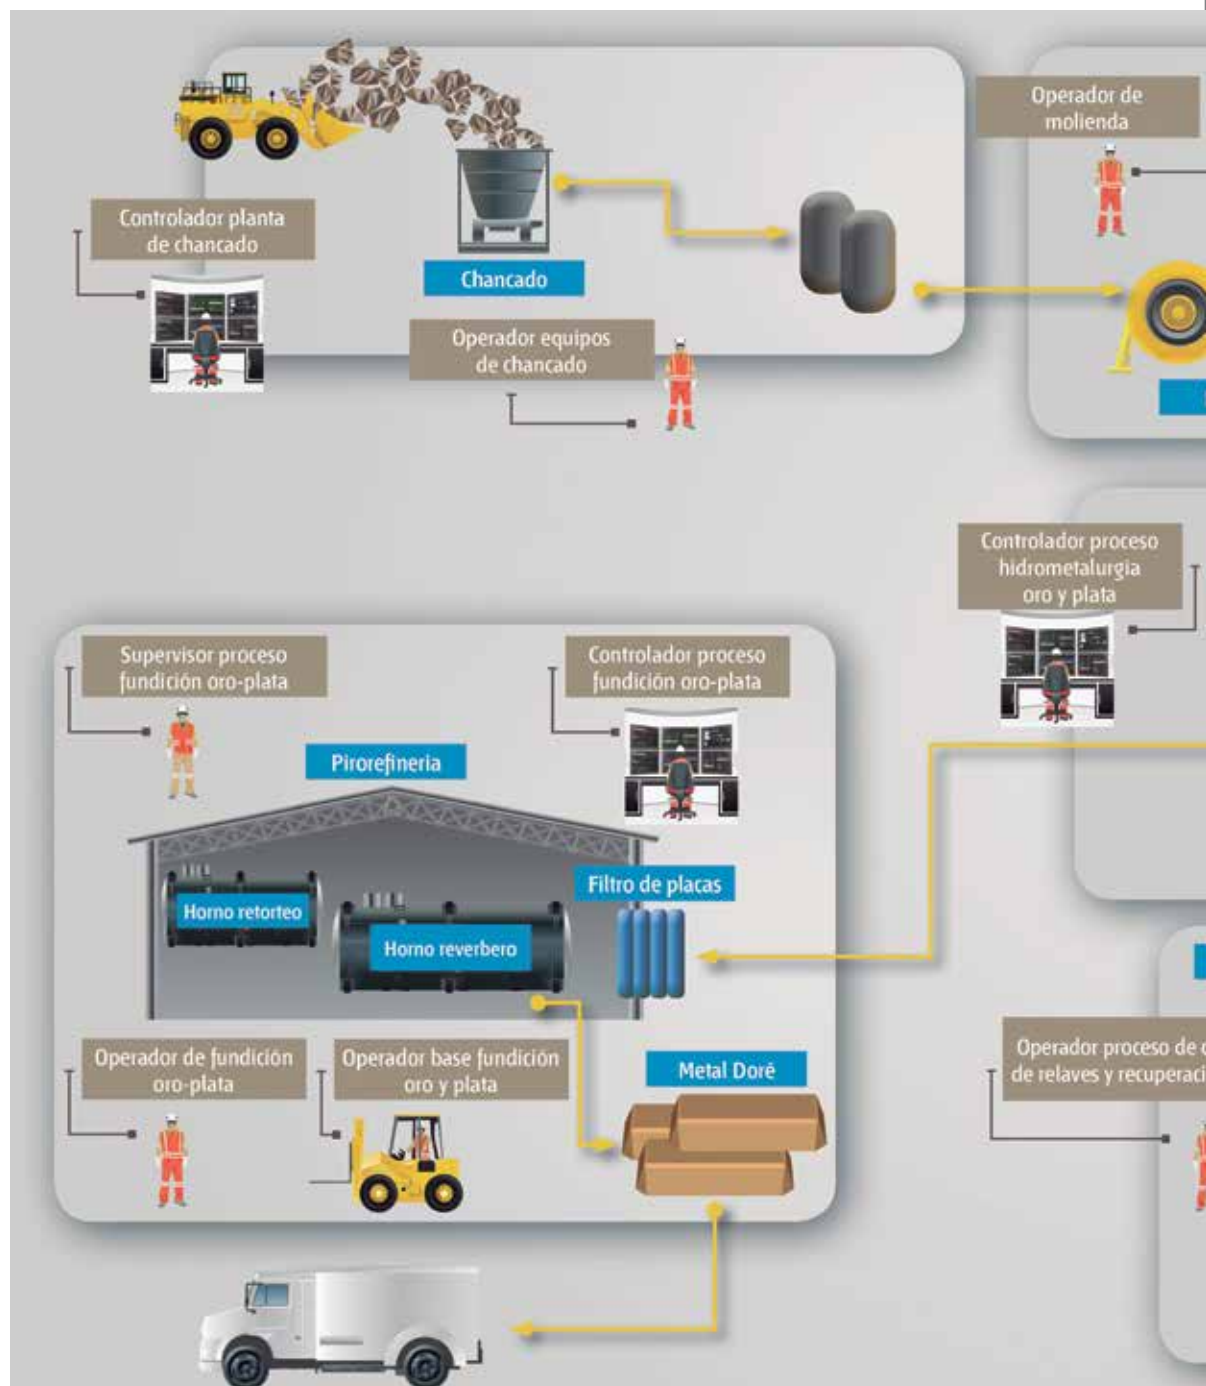 Operador de
molienda
Controlador planta
de chancado
Chancado
Operador equipos
de chancado
Controlador proceso
hidrometalurgia
oro y plata
Supervisor proceso
fundición oro-plata
Controlador proceso
fundición oro-plata
Pirorefineria
Filtro de placas
Horno retorteo
Horno reverbero
Operador de fundición
oro-plata
Operador base fundición
oro y plata
Metal Doré
Operador proceso de
de relaves y